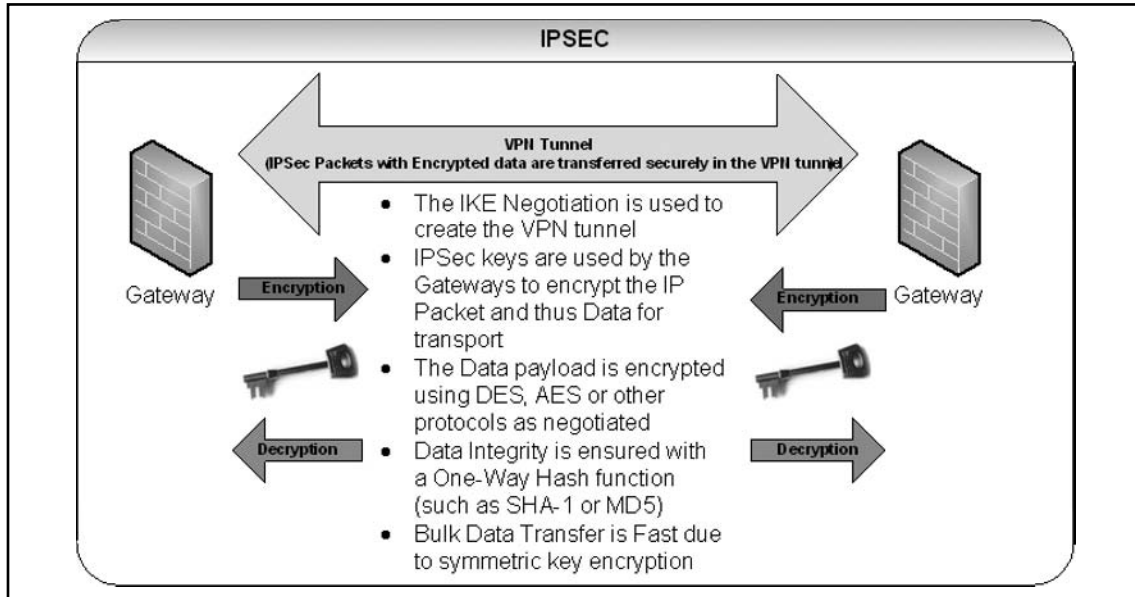 IPSEC
VPN Tunnel
(IPSec Packets with Encrypted data are transferred securely in the VPN tunnel)
Gateway
Gateway
Encryption
Encryption
Decryption
Decryption
• The IKE Negotiation is used to
create the VPN tunnel
• IPSec keys are used by the
Gateways to encrypt the IP
Packet and thus Data for
transport
• The Data payload is encrypted
using DES, AES or other
protocols as negotiated
• Data Integrity is ensured with
a One-Way Hash function
(such as SHA-1 or MD5)
• Bulk Data Transfer is Fast due
to symmetric key encryption